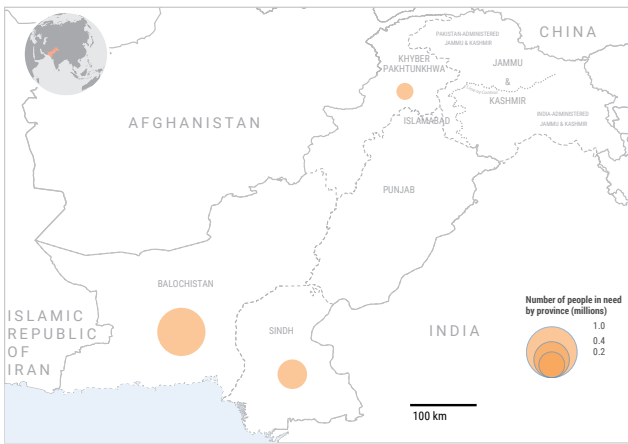 CHINA
PAKISTAN-ADMINISTERED
JAMMU & KASHMIR
KHYBER
PAKHTUNKHWA
JAMMU
&
KASHMIR
AFGHANISTAN
ISLAMABAD
INDIA-ADMINISTERED
JAMMU & KASHMIR
PUNJAB
BALOCHISTAN
ISLAMIC
REPUBLIC
OF
IRAN
SINDH
INDIA
Number of people in need
by province (millions)
1.0
0.4
0.2
100 km